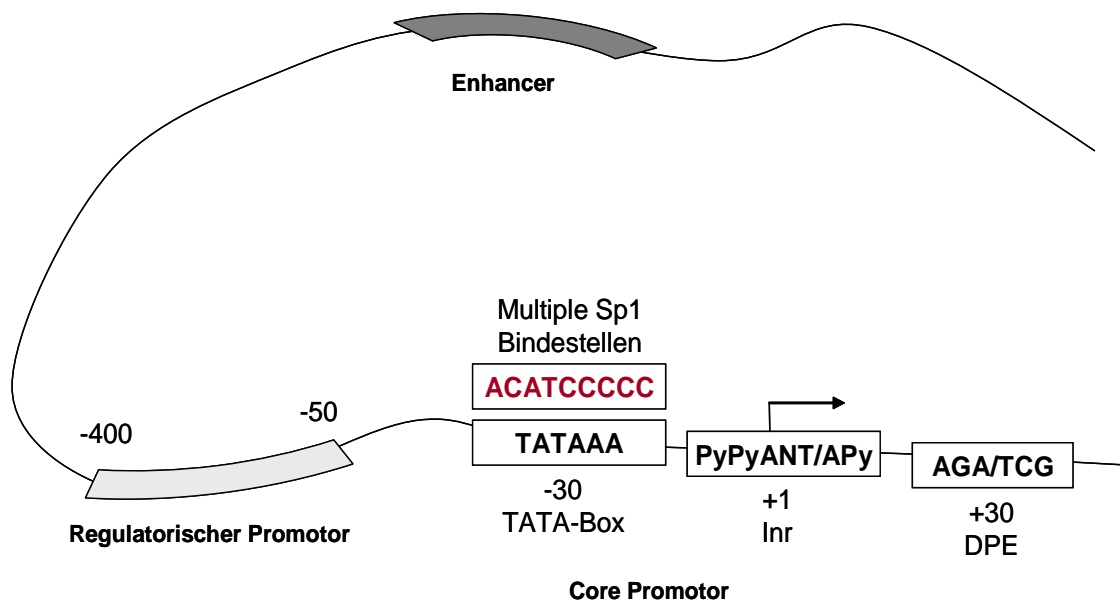 Enhancer
Multiple Sp1
Bindestellen
ACATCCCCC
-400
-50
TATAAA
PyPyANT/APy
AGA/TCG
-30
TATA-Box
+1
Inr
+30
DPE
Regulatorischer Promotor
Core Promotor